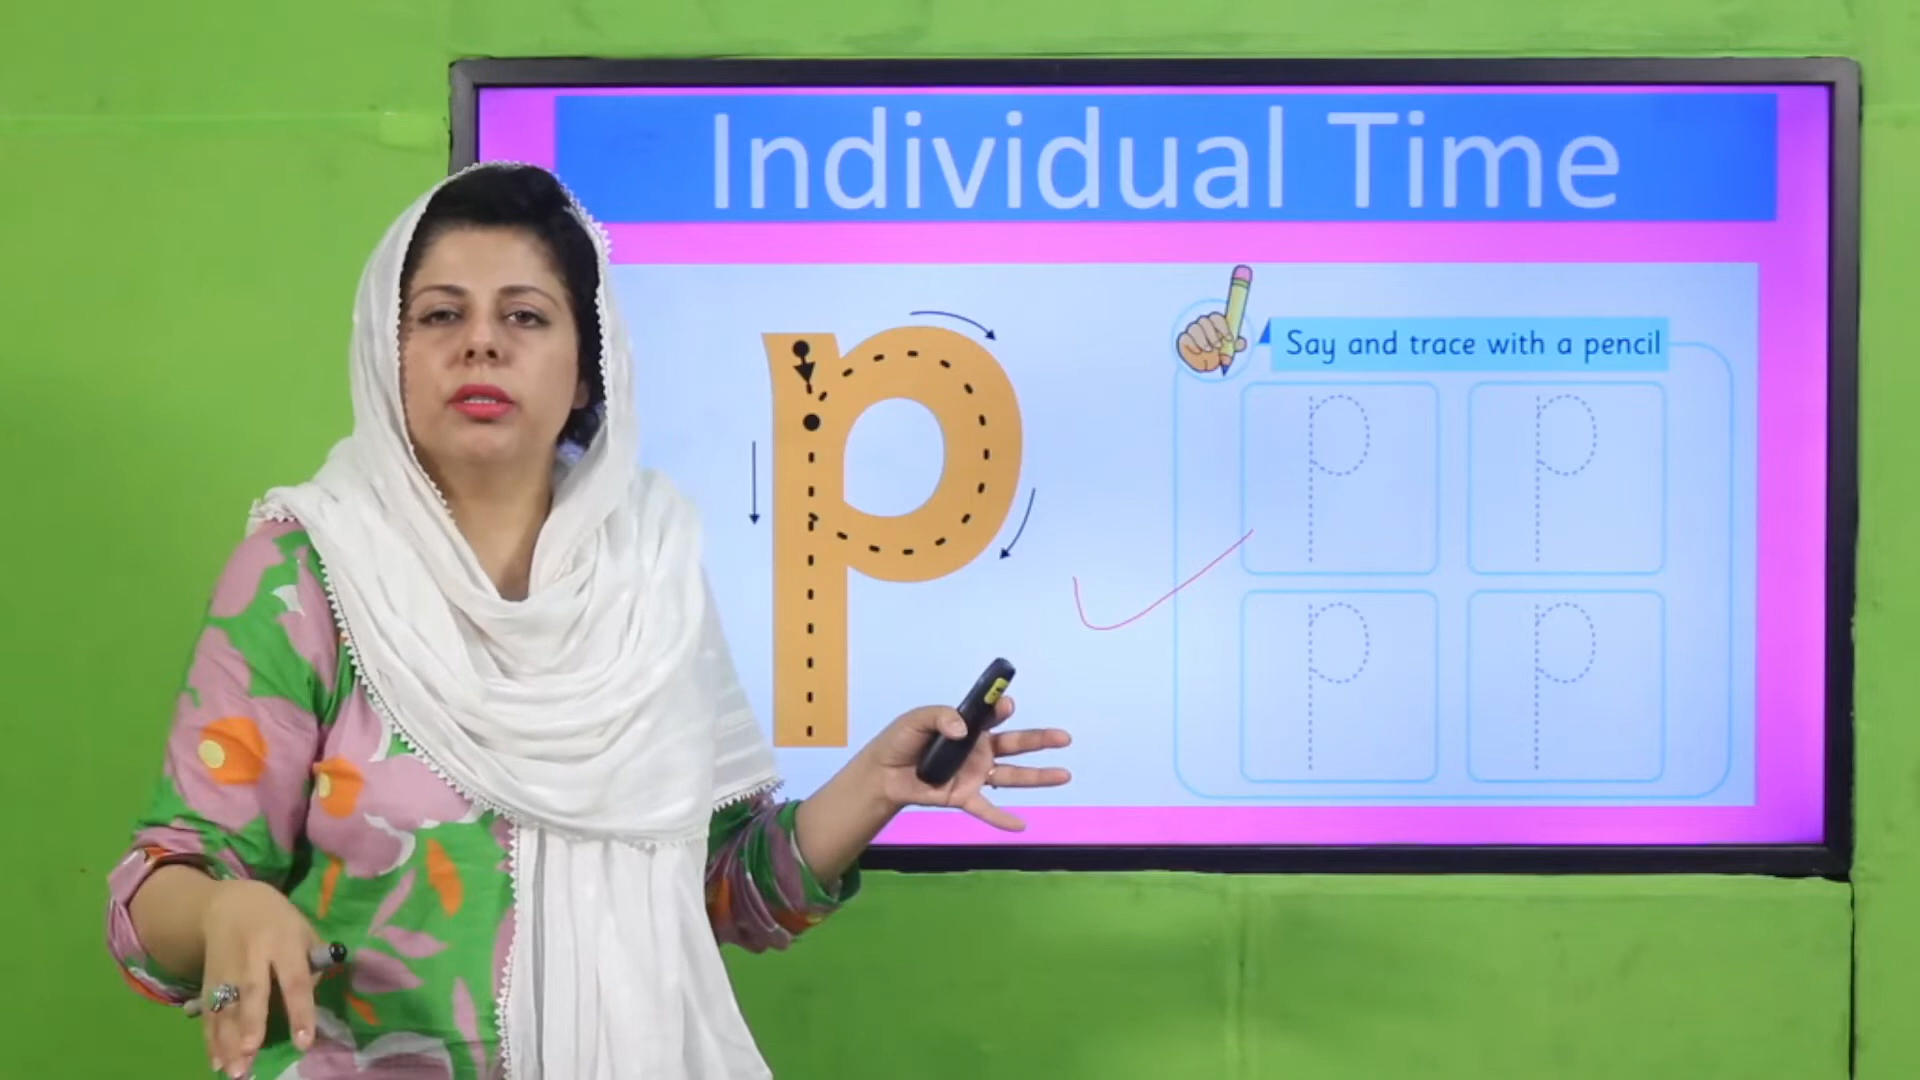 Individual Time
p
Say and trace with a pencil
p p
p p